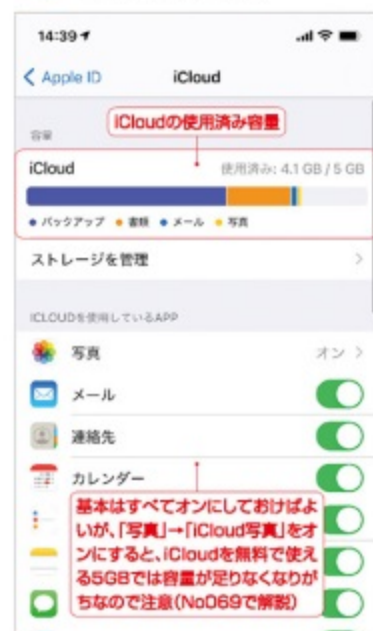 14:39
< Apple ID iCloud
容量
iCloudの使用済み容量
iCloud 使用済み: 4.1 GB / 5 GB
● バックアップ ● 書類 ● メール ● 写真
ストレージを管理 >
ICLOUDを使用しているAPP
写真 オン >
メール
連絡先
カレンダー
基本はすべてオンにしておけばよ
いが、「写真」→「iCloud写真」をオ
ンにすると、iCloudを無料で使え
る5GBでは容量が足りなくなりが
ちなので注意(No069で解説)